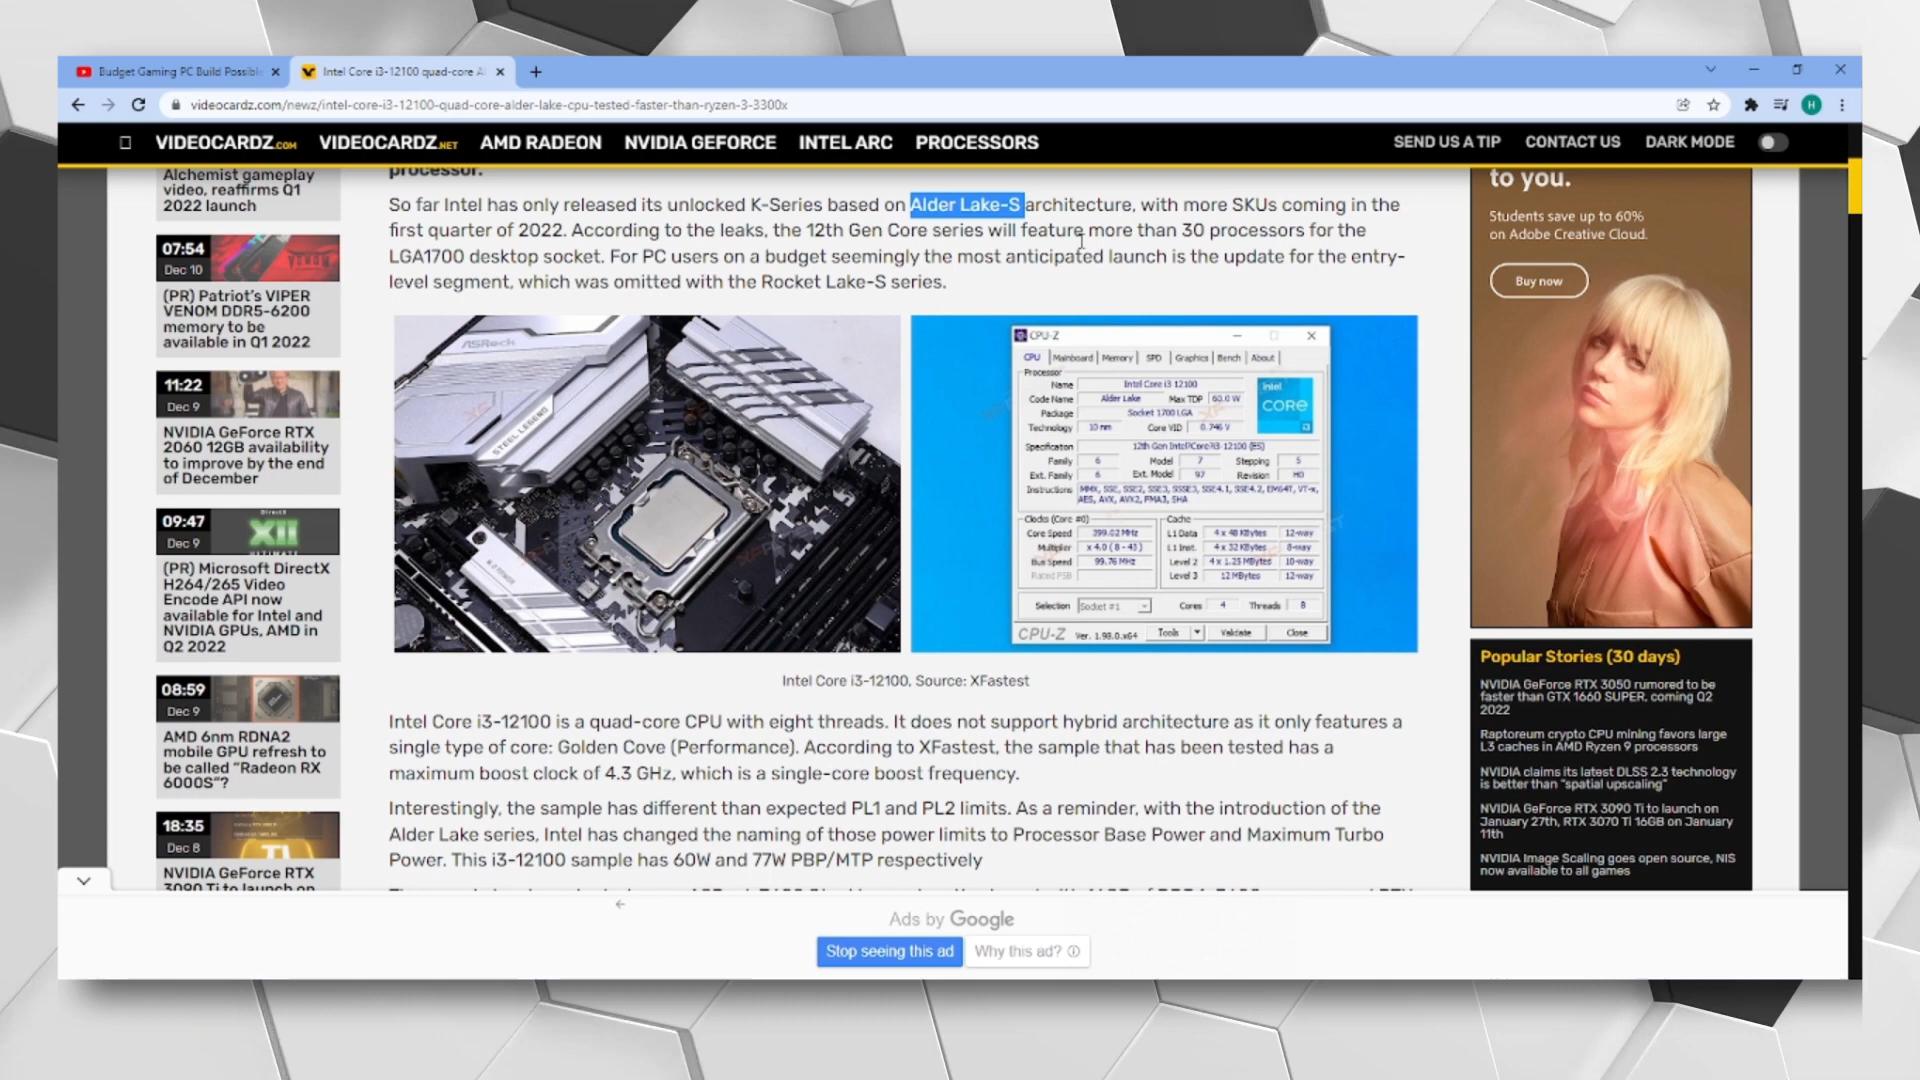 Budget Gaming PC Build Possibl
Intel Core i3-12100 quad-core Al
videocardz.com/newz/intel-core-i3-12100-quad-core-alder-lake-cpu-tested-faster-than-ryzen-3-3300x
H
VIDEOCARDZ.COM
VIDEOCARDZ.NET
AMD RADEON
NVIDIA GEFORCE
INTEL ARC
PROCESSORS
SEND US A TIP
CONTACT US
DARK MODE
Alchemist gameplay
video, reaffirms Q1
2022 launch
07:54
Dec 10
VENOM
(PR) Patriot's VIPER
VENOM DDR5-6200
memory to be
available in Q1 2022
11:22
Dec 9
NVIDIA GeForce RTX
2060 12GB availability
to improve by the end
of December
09:47
Dec 9
DirectX
XII
ULTIMATE
(PR) Microsoft DirectX
H264/265 Video
Encode API now
available for Intel and
NVIDIA GPUs, AMD in
Q2 2022
08:59
Dec 9
AMD 6nm RDNA2
mobile GPU refresh to
be called "Radeon RX
6000S"?
18:35
Dec 8
TI
NVIDIA GeForce RTX
3090 Ti to launch on
processor.
So far Intel has only released its unlocked K-Series based on Alder Lake-S architecture, with more SKUs coming in the
first quarter of 2022. According to the leaks, the 12th Gen Core series will feature more than 30 processors for the
LGA1700 desktop socket. For PC users on a budget seemingly the most anticipated launch is the update for the entry-
level segment, which was omitted with the Rocket Lake-S series.
ASRock
STEEL LEGEND
CPU-Z
CPU Mainboard Memory SPD Graphics Bench About
Processor
Name Intel Core i3 12100
Code Name Alder Lake Max TDP 60.0 W
Package Socket 1700 LGA
Technology 10 nm Core VID 0.746 V
intel
CORE
i3
Specification 12th Gen Intel(R)Core i3-12100 (ES)
Family 6 Model 7 Stepping 5
Ext. Family 6 Ext. Model 97 Revision H0
Instructions MMX, SSE, SSE2, SSE3, SSSE3, SSE4.1, SSE4.2, EM64T, VT-x,
AES, AVX, AVX2, FMA3, SHA
Clocks (Core #0)
Core Speed 399.02 MHz
Multiplier x 4.0 (8 - 43)
Bus Speed 99.76 MHz
Rated FSB
Cache
L1 Data 4 x 48 KBytes 12-way
L1 Inst. 4 x 32 KBytes 8-way
Level 2 4 x 1.25 MBytes 10-way
Level 3 12 MBytes 12-way
Selection Socket #1 Cores 4 Threads 8
CPU-Z Ver. 1.98.0.x64 Tools Validate Close
Intel Core i3-12100, Source: XFastest
Intel Core i3-12100 is a quad-core CPU with eight threads. It does not support hybrid architecture as it only features a
single type of core: Golden Cove (Performance). According to XFastest, the sample that has been tested has a
maximum boost clock of 4.3 GHz, which is a single-core boost frequency.
Interestingly, the sample has different than expected PL1 and PL2 limits. As a reminder, with the introduction of the
Alder Lake series, Intel has changed the naming of those power limits to Processor Base Power and Maximum Turbo
Power. This i3-12100 sample has 60W and 77W PBP/MTP respectively
to you.
Students save up to 60%
on Adobe Creative Cloud.
Buy now
Popular Stories (30 days)
NVIDIA GeForce RTX 3050 rumored to be
faster than GTX 1660 SUPER, coming Q2
2022
Raptoreum crypto CPU mining favors large
L3 caches in AMD Ryzen 9 processors
NVIDIA claims its latest DLSS 2.3 technology
is better than "spatial upscaling"
NVIDIA GeForce RTX 3090 Ti to launch on
January 27th, RTX 3070 Ti 16GB on January
11th
NVIDIA Image Scaling goes open source, NIS
now available to all games
Ads by Google
Stop seeing this ad
Why this ad?